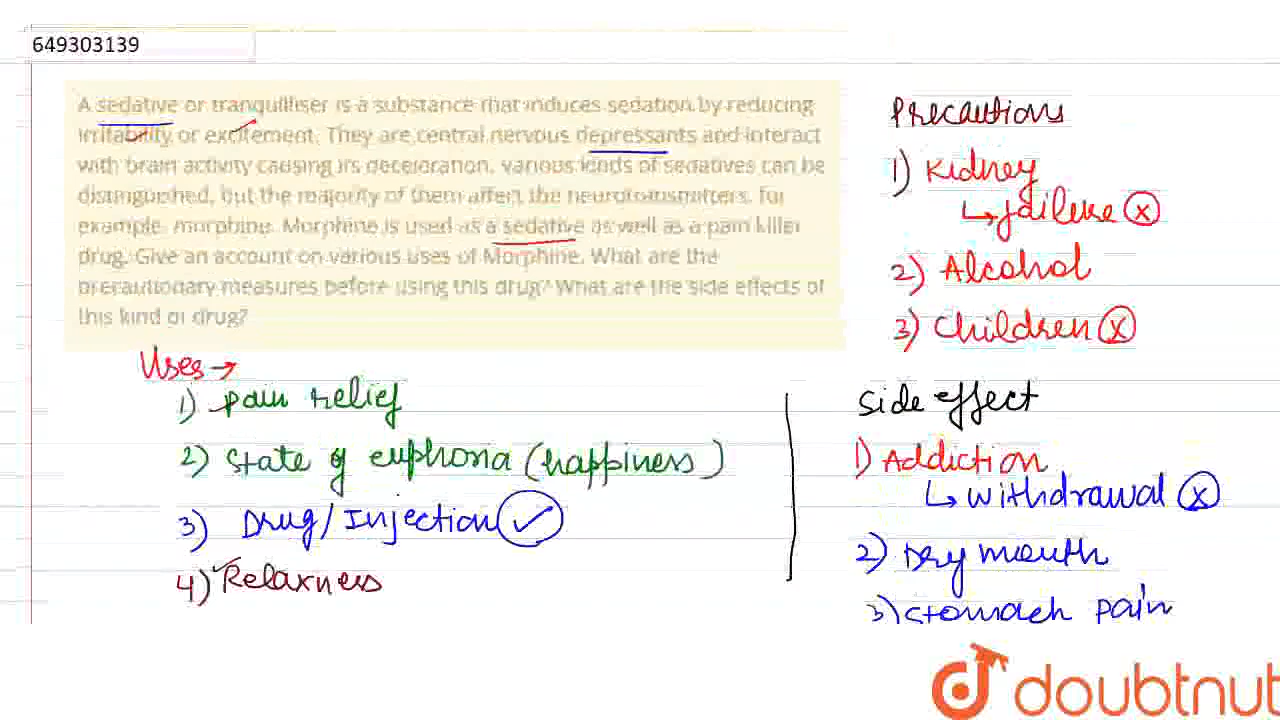 649303139
A sedative or tranquilliser is a substance that induces sedation by reducing
irritability or excitement. They are central nervous depressants and interact
with brain activity causing its deceleration. various kinds of sedatives can be
distinguished, but the majority of them affect the neurotransmitters. For
example, morphine. Morphine is used as a sedative as well as a pain killer
drug. Give an account on various uses of Morphine. What are the
precautionary measures before using this drug? What are the side effects of
this kind of drug?
Uses →
1) Pain relief
2) State of euphoria (happiness)
3) Drug/Injection ✓
4) Relaxness
Precautions
1) Kidney
↳ failure x
2) Alcohol
3) Children x
Side effect
1) Addiction
↳ withdrawal x
2) Dry mouth
3) Stomach pain
doubtnut